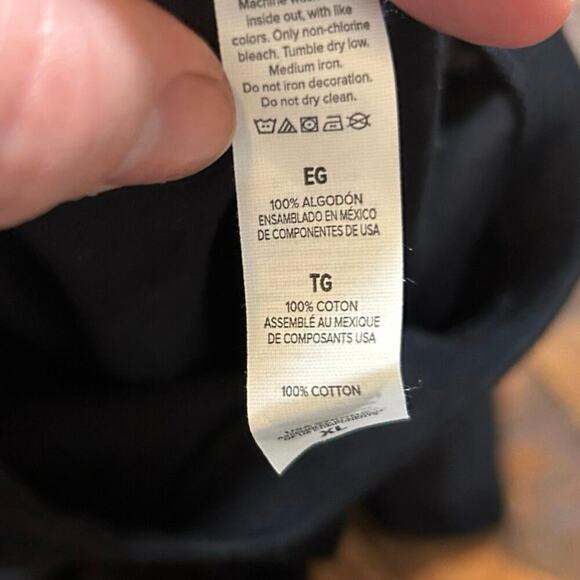 Machine
inside out, with like
colors. Only non-chlorine
bleach. Tumble dry low.
Medium iron.
Do not iron decoration.
Do not dry clean.
EG
100% ALGODÓN
ENSAMBLADO EN MÉXICO
DE COMPONENTES DE USA
TG
100% COTON
ASSEMBLÉ AU MEXIQUE
DE COMPOSANTS USA
100% COTTON
XL